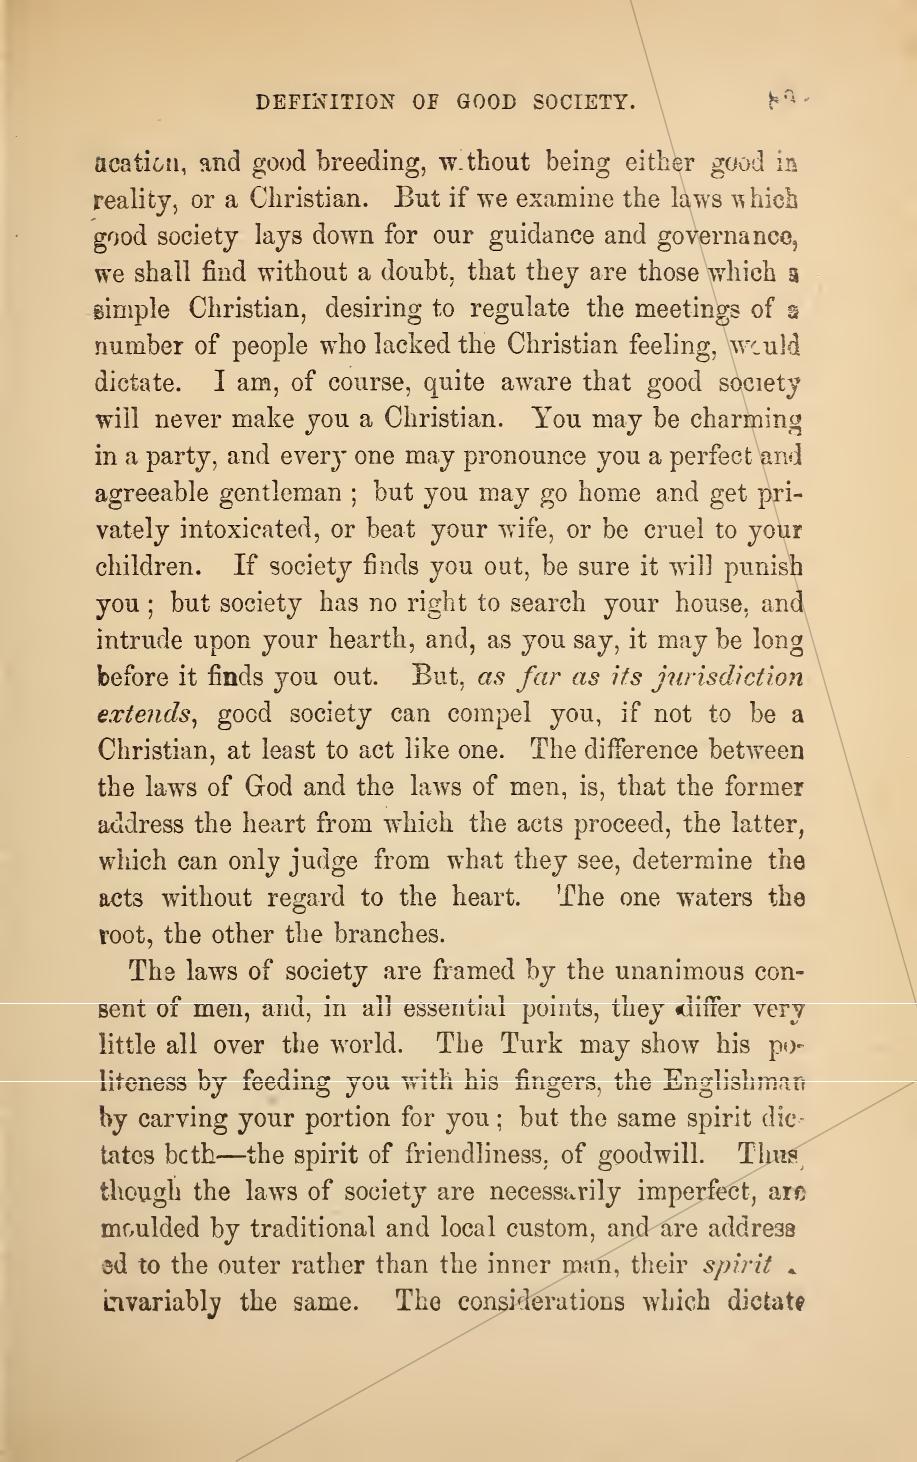 DEFINITION OF GOOD SOCIETY.
ucation, and good breeding, without being either good in
reality, or a Christian. But if we examine the laws which
good society lays down for our guidance and governance,
we shall find without a doubt, that they are those which a
simple Christian, desiring to regulate the meetings of a
number of people who lacked the Christian feeling, would
dictate. I am, of course, quite aware that good society
will never make you a Christian. You may be charming
in a party, and every one may pronounce you a perfect and
agreeable gentleman ; but you may go home and get pri-
vately intoxicated, or beat your wife, or be cruel to your
children. If society finds you out, be sure it will punish
you ; but society has no right to search your house, and
intrude upon your hearth, and, as you say, it may be long
before it finds you out. But, as far as its jurisdiction
extends, good society can compel you, if not to be a
Christian, at least to act like one. The difference between
the laws of God and the laws of men, is, that the former
address the heart from which the acts proceed, the latter,
which can only judge from what they see, determine the
acts without regard to the heart. The one waters the
root, the other the branches.
The laws of society are framed by the unanimous con-
sent of men, and, in all essential points, they differ very
little all over the world. The Turk may show his po-
liteness by feeding you with his fingers, the Englishman
by carving your portion for you ; but the same spirit dic-
tates both—the spirit of friendliness, of goodwill. Thus,
though the laws of society are necessarily imperfect, are
moulded by traditional and local custom, and are address
ed to the outer rather than the inner man, their spirit
invariably the same. The considerations which dictate